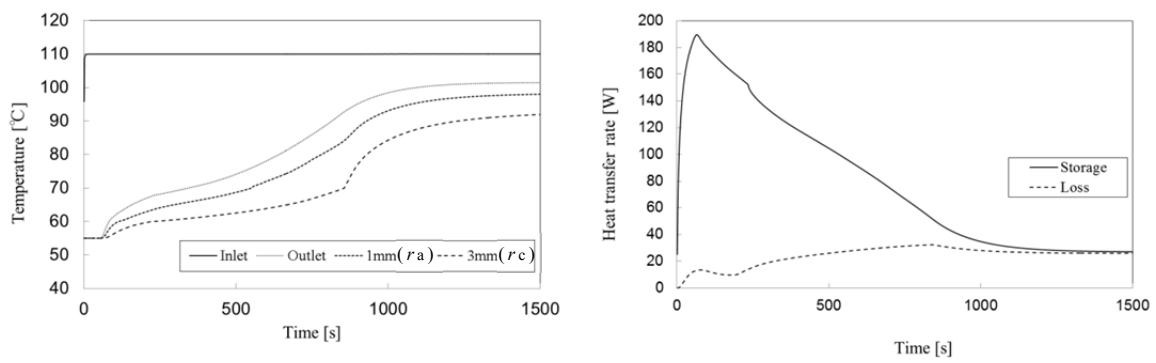 Temperature [℃]
120
110
100
90
80
70
60
50
40
Inlet Outlet 1mm(ra) 3mm(rc)
0 500 1000 1500
Time [s]
Heat transfer rate [W]
200
180
160
140
120
100
80
60
40
20
0
Storage
Loss
0 500 1000 1500
Time [s]